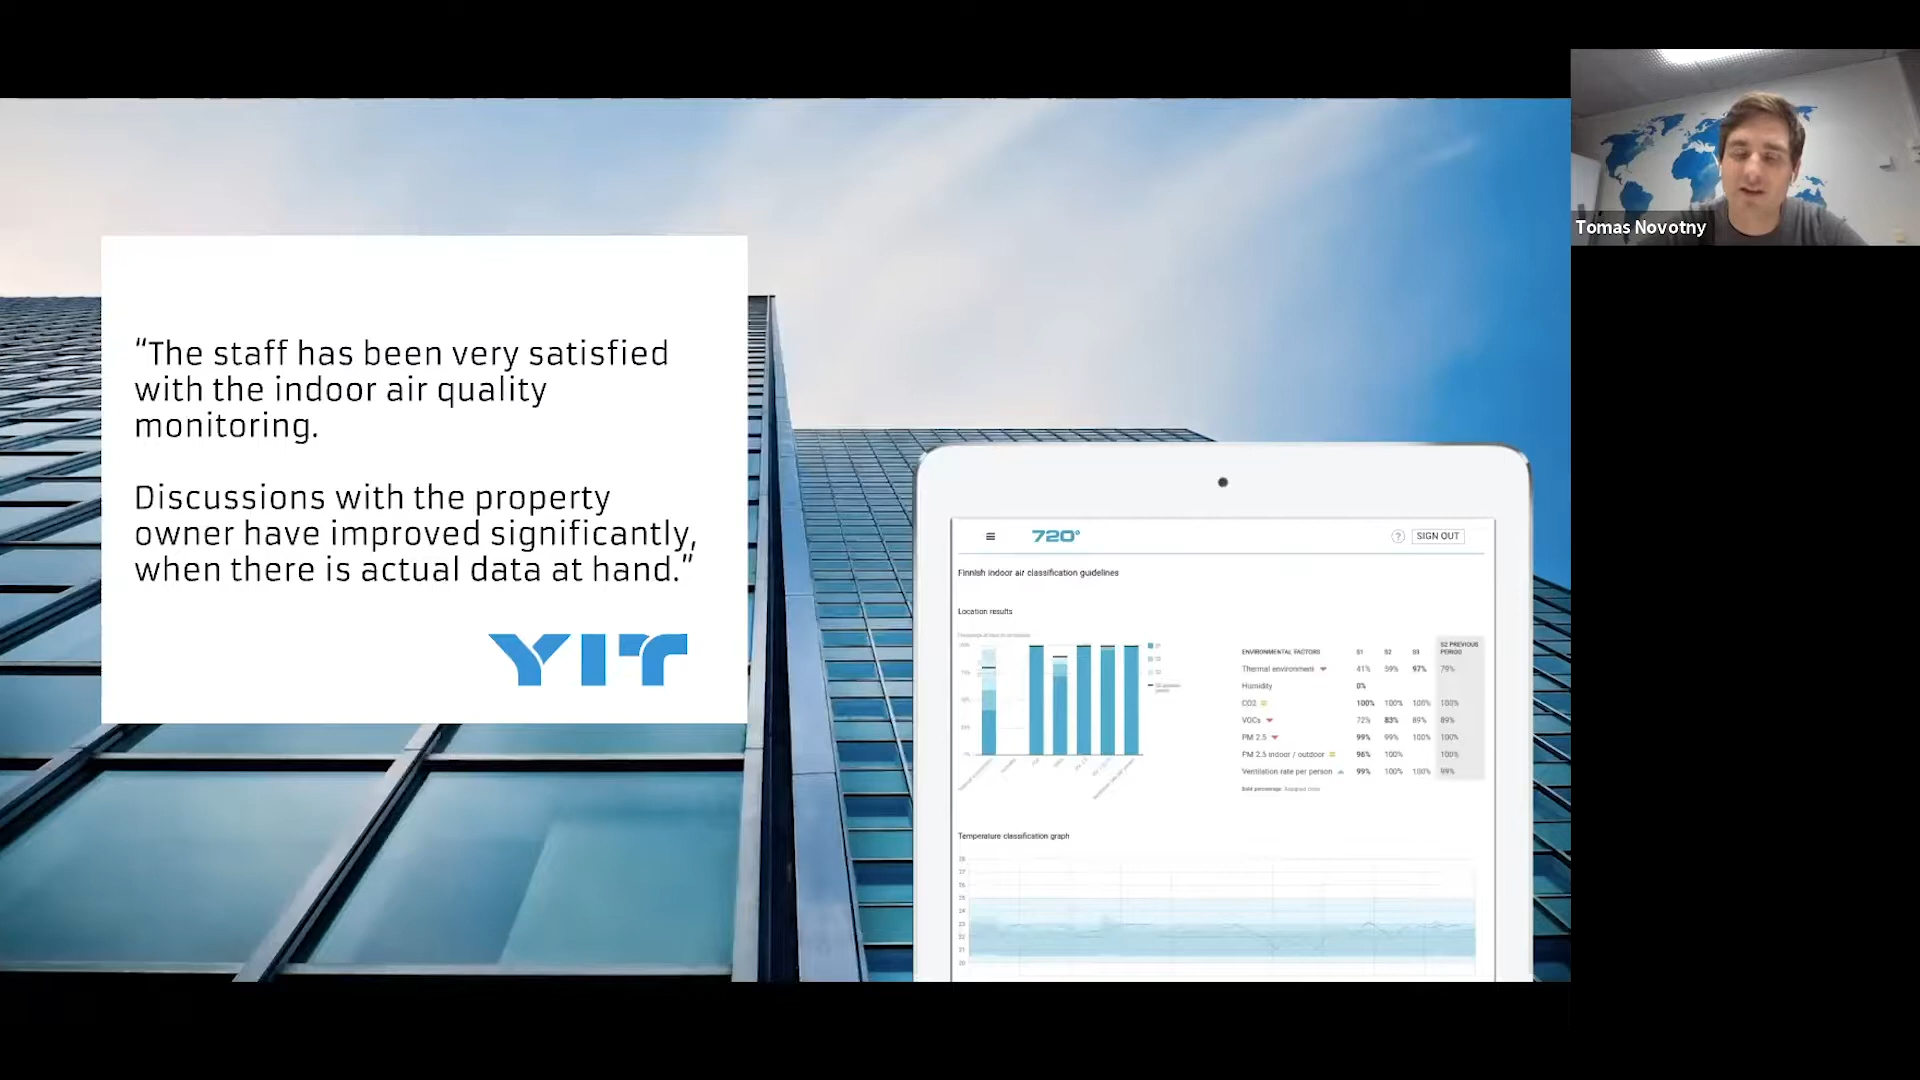 “The staff has been very satisfied
with the indoor air quality
monitoring.
Discussions with the property
owner have improved significantly,
when there is actual data at hand.”
YIT
720°
? SIGN OUT
Finnish indoor air classification guidelines
Location results
ENVIRONMENTAL FACTORS S1 S2 S3 S2 PREVIOUS PERIOD
Thermal environment 41% 59% 97% 79%
Humidity 0%
CO2 100% 100% 100% 100%
VOCs 72% 83% 89% 89%
PM 2.5 99% 99% 100% 100%
PM 2.5 indoor / outdoor 96% 100% 100%
Ventilation rate per person 99% 100% 100% 99%
Temperature classification graph
Tomas Novotny